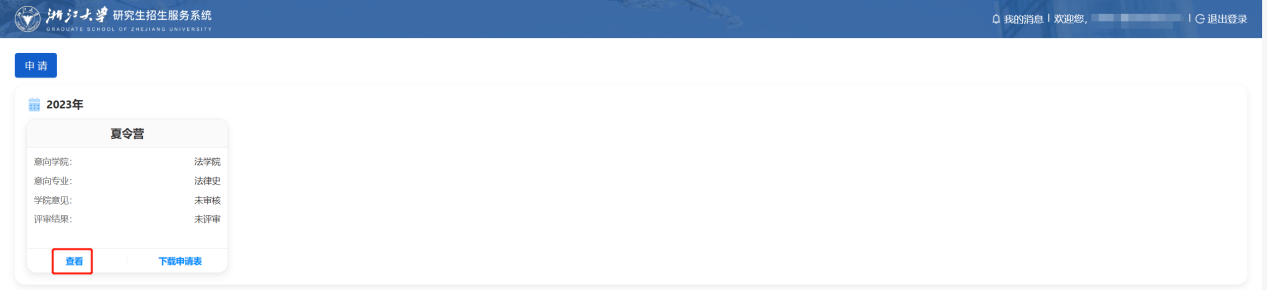 浙江大学 研究生招生服务系统
GRADUATE SCHOOL OF ZHEJIANG UNIVERSITY
我的消息 | 欢迎您, | 退出登录
申请
2023年
夏令营
意向学院: 法学院
意向专业: 法律史
学院意见: 未审核
评审结果: 未评审
查看 下载申请表